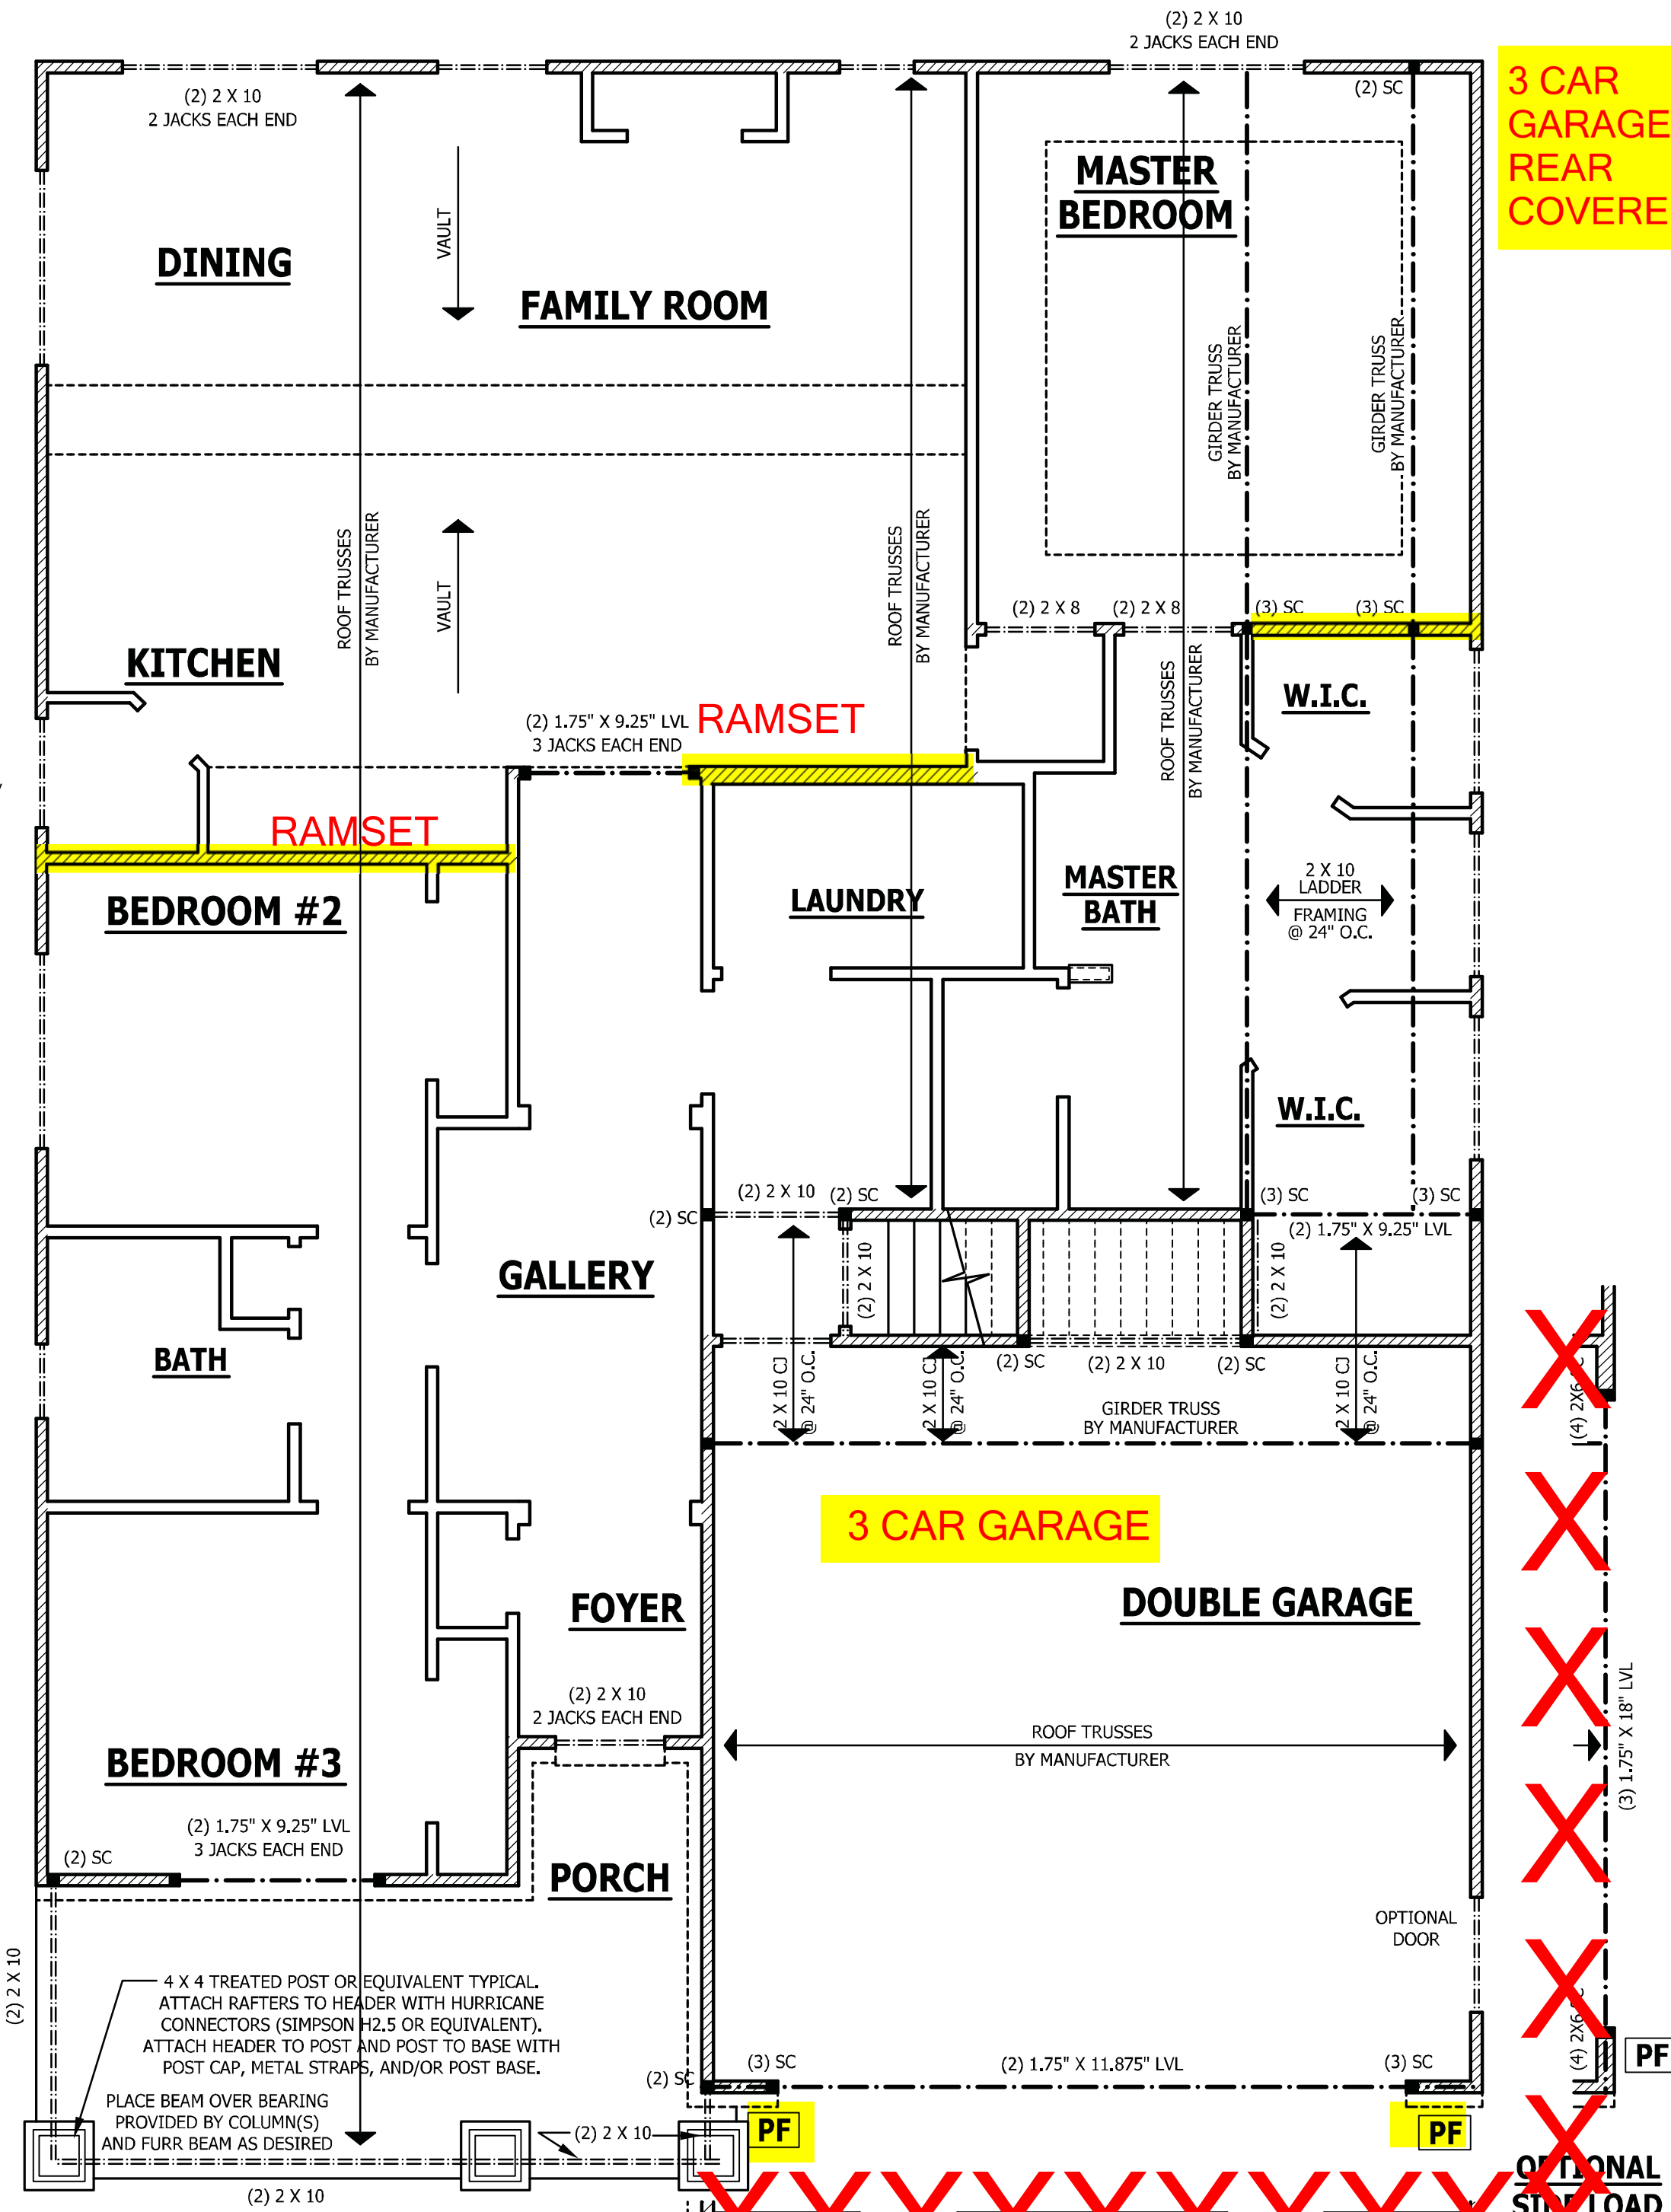 (2) 2 X 10
2 JACKS EACH END
3 CAR
GARAGE
REAR
COVERE
(2) 2 X 10
2 JACKS EACH END
(2) SC
MASTER
BEDROOM
VAULT
DINING
FAMILY ROOM
GIRDER TRUSS
BY MANUFACTURER
GIRDER TRUSS
BY MANUFACTURER
ROOF TRUSSES
BY MANUFACTURER
VAULT
ROOF TRUSSES
BY MANUFACTURER
(2) 2 X 8
(2) 2 X 8
(3) SC
(3) SC
KITCHEN
W.I.C.
ROOF TRUSSES
BY MANUFACTURER
(2) 1.75" X 9.25" LVL
3 JACKS EACH END
RAMSET
RAMSET
BEDROOM #2
LAUNDRY
MASTER
BATH
2 X 10
LADDER
FRAMING
@ 24" O.C.
W.I.C.
(2) 2 X 10
(2) SC
(3) SC
(3) SC
(2) SC
(2) 1.75" X 9.25" LVL
(2) 2 X 10
(2) 2 X 10
GALLERY
BATH
2 X 10 CJ
@ 24" O.C.
2 X 10 CJ
@ 24" O.C.
(2) SC
(2) 2 X 10
(2) SC
2 X 10 CJ
@ 24" O.C.
GIRDER TRUSS
BY MANUFACTURER
X
X
X
X
X
X
(4) 2X6
3 CAR GARAGE
DOUBLE GARAGE
FOYER
(2) 2 X 10
2 JACKS EACH END
ROOF TRUSSES
BY MANUFACTURER
(3) 1.75" X 18" LVL
BEDROOM #3
(2) 1.75" X 9.25" LVL
3 JACKS EACH END
(2) SC
PORCH
OPTIONAL
DOOR
(2) 2 X 10
4 X 4 TREATED POST OR EQUIVALENT TYPICAL.
ATTACH RAFTERS TO HEADER WITH HURRICANE
CONNECTORS (SIMPSON H2.5 OR EQUIVALENT).
ATTACH HEADER TO POST AND POST TO BASE WITH
POST CAP, METAL STRAPS, AND/OR POST BASE.
(2) SC
(3) SC
(2) 1.75" X 11.875" LVL
(3) SC
(4) 2X6
PF
PLACE BEAM OVER BEARING
PROVIDED BY COLUMN(S)
AND FURR BEAM AS DESIRED
(2) 2 X 10
PF
PF
(2) 2 X 10
OPTIONAL
SIDE LOAD